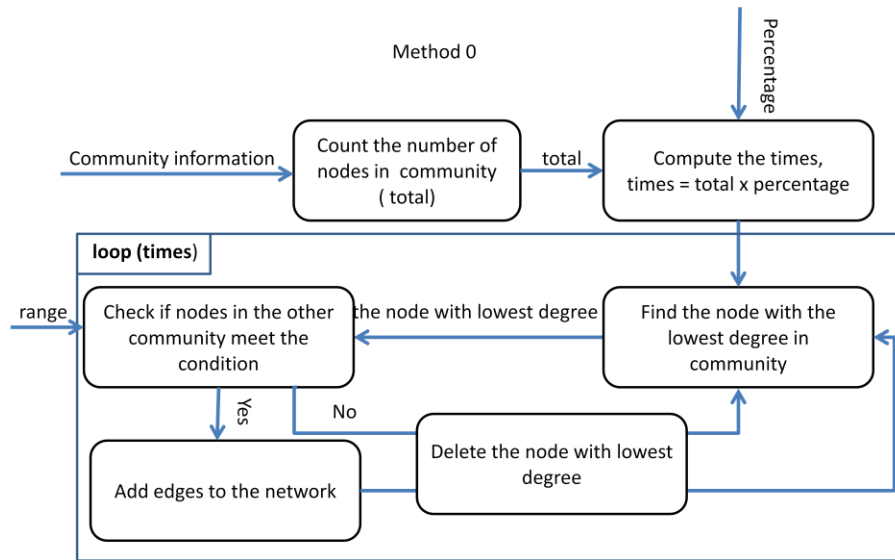 Method 0
Percentage
Community information
Count the number of
nodes in community
( total)
total
Compute the times,
times = total x percentage
loop (times)
range
Check if nodes in the other
community meet the
condition
the node with lowest degree
Find the node with the
lowest degree in
community
Yes
No
Delete the node with lowest
degree
Add edges to the network